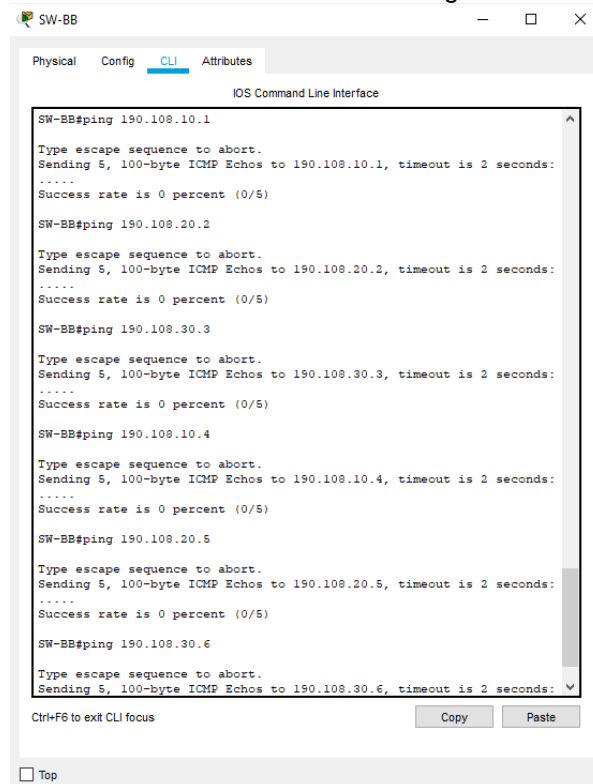 SW-BB
Physical Config CLI Attributes
IOS Command Line Interface
SW-BB#ping 190.108.10.1
Type escape sequence to abort.
Sending 5, 100-byte ICMP Echos to 190.108.10.1, timeout is 2 seconds:
.....
Success rate is 0 percent (0/5)
SW-BB#ping 190.108.20.2
Type escape sequence to abort.
Sending 5, 100-byte ICMP Echos to 190.108.20.2, timeout is 2 seconds:
.....
Success rate is 0 percent (0/5)
SW-BB#ping 190.108.30.3
Type escape sequence to abort.
Sending 5, 100-byte ICMP Echos to 190.108.30.3, timeout is 2 seconds:
.....
Success rate is 0 percent (0/5)
SW-BB#ping 190.108.10.4
Type escape sequence to abort.
Sending 5, 100-byte ICMP Echos to 190.108.10.4, timeout is 2 seconds:
.....
Success rate is 0 percent (0/5)
SW-BB#ping 190.108.20.5
Type escape sequence to abort.
Sending 5, 100-byte ICMP Echos to 190.108.20.5, timeout is 2 seconds:
.....
Success rate is 0 percent (0/5)
SW-BB#ping 190.108.30.6
Type escape sequence to abort.
Sending 5, 100-byte ICMP Echos to 190.108.30.6, timeout is 2 seconds:
Ctrl+F6 to exit CLI focus
Copy Paste
Top